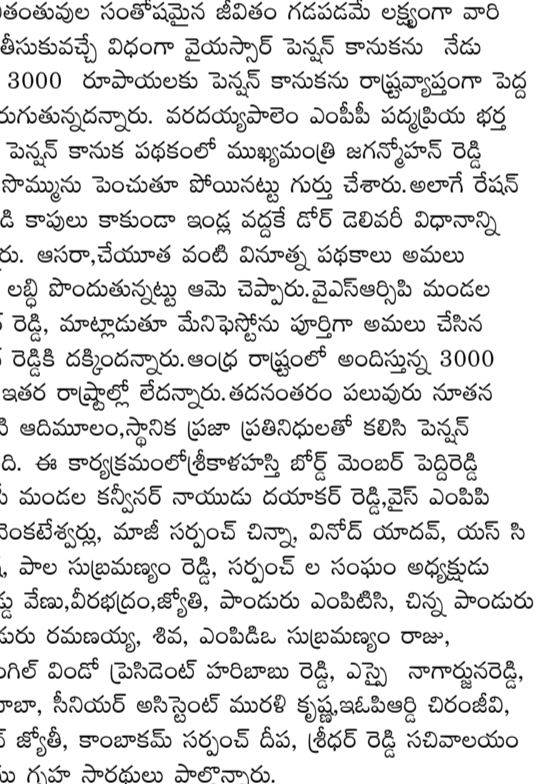 తంతువుల సంతోషమైన జీవితం గడపడమే లక్ష్యంగా వారి
తీసుకువచ్చే విధంగా వైయస్సార్ పెన్షన్ కానుకను నేడు
3000 రూపాయలకు పెన్షన్ కానుకను రాష్ట్రవ్యాప్తంగా పెద్ద
రుగుతున్నదన్నారు. వరదయ్యపాలెం ఎంపీపీ పద్మప్రియ భర్త
పెన్షన్ కానుక పథకంలో ముఖ్యమంత్రి జగన్మోహన్ రెడ్డి
సొమ్మును పెంచుతూ పోయినట్టు గుర్తు చేశారు.అలాగే రేషన్
డి కాపులు కాకుండా ఇండ్ల వద్దకే డోర్ డెలివరీ విధానాన్ని
రు. ఆసరా,చేయూత వంటి వినూత్న పథకాలు అమలు
లబ్ధి పొందుతున్నట్టు ఆమె చెప్పారు.వైఎస్ఆర్సిపి మండల
రెడ్డి, మాట్లాడుతూ మేనిఫెస్టోను పూర్తిగా అమలు చేసిన
రెడ్డికి దక్కిందన్నారు.ఆంధ్ర రాష్ట్రంలో అందిస్తున్న 3000
ఇతర రాష్ట్రాల్లో లేదన్నారు.తదనంతరం పలువురు నూతన
ఆదిమూలం,స్థానిక ప్రజా ప్రతినిధులతో కలిసి పెన్షన్
ది. ఈ కార్యక్రమంలోశ్రీకాళహస్తి బోర్డ్ మెంబర్ పెద్దిరెడ్డి
మండల కన్వీనర్ నాయుడు దయాకర్ రెడ్డి,వైస్ ఎంపిపి
వెంకటేశ్వర్లు, మాజీ సర్పంచ్ చిన్నా, వినోద్ యాదవ్, యస్ సి
, పాల సుబ్రమణ్యం రెడ్డి, సర్పంచ్ ల సంఘం అధ్యక్షుడు
వేణు,వీరభద్రం,జ్యోతి, పాండురు ఎంపిటిసి, చిన్న పాండురు
డురు రమణయ్య, శివ, ఎంపిడిఒ సుబ్రమణ్యం రాజు,
గిల్ విండో ప్రెసిడెంట్ హరిబాబు రెడ్డి, ఎస్సై నాగార్జునరెడ్డి,
బాబా, సీనియర్ అసిస్టెంట్ మురళి కృష్ణ,ఇఓపిఆర్డి చిరంజీవి,
జ్యోతీ, కాంబాకమ్ సర్పంచ్ దీప, శ్రీధర్ రెడ్డి సచివాలయం
గృహ సారథులు పాల్గొన్నారు.